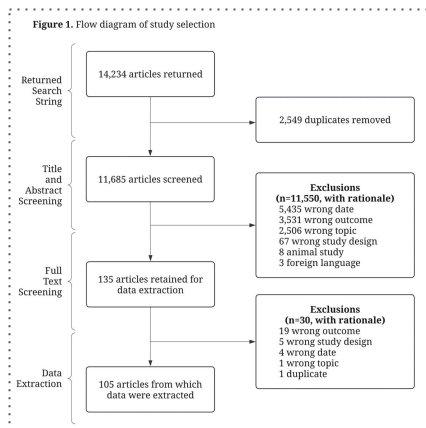 Figure 1. Flow diagram of study selection
Returned
Search
String
14,234 articles returned
2,549 duplicates removed
Title
and
Abstract
Screening
11,685 articles screened
Exclusions
(n=11,550, with rationale)
5,435 wrong date
3,531 wrong outcome
2,506 wrong topic
67 wrong study design
8 animal study
3 foreign language
Full
Text
Screening
135 articles retained for
data extraction
Exclusions
(n=30, with rationale)
19 wrong outcome
5 wrong study design
4 wrong date
1 wrong topic
1 duplicate
Data
Extraction
105 articles from which
data were extracted